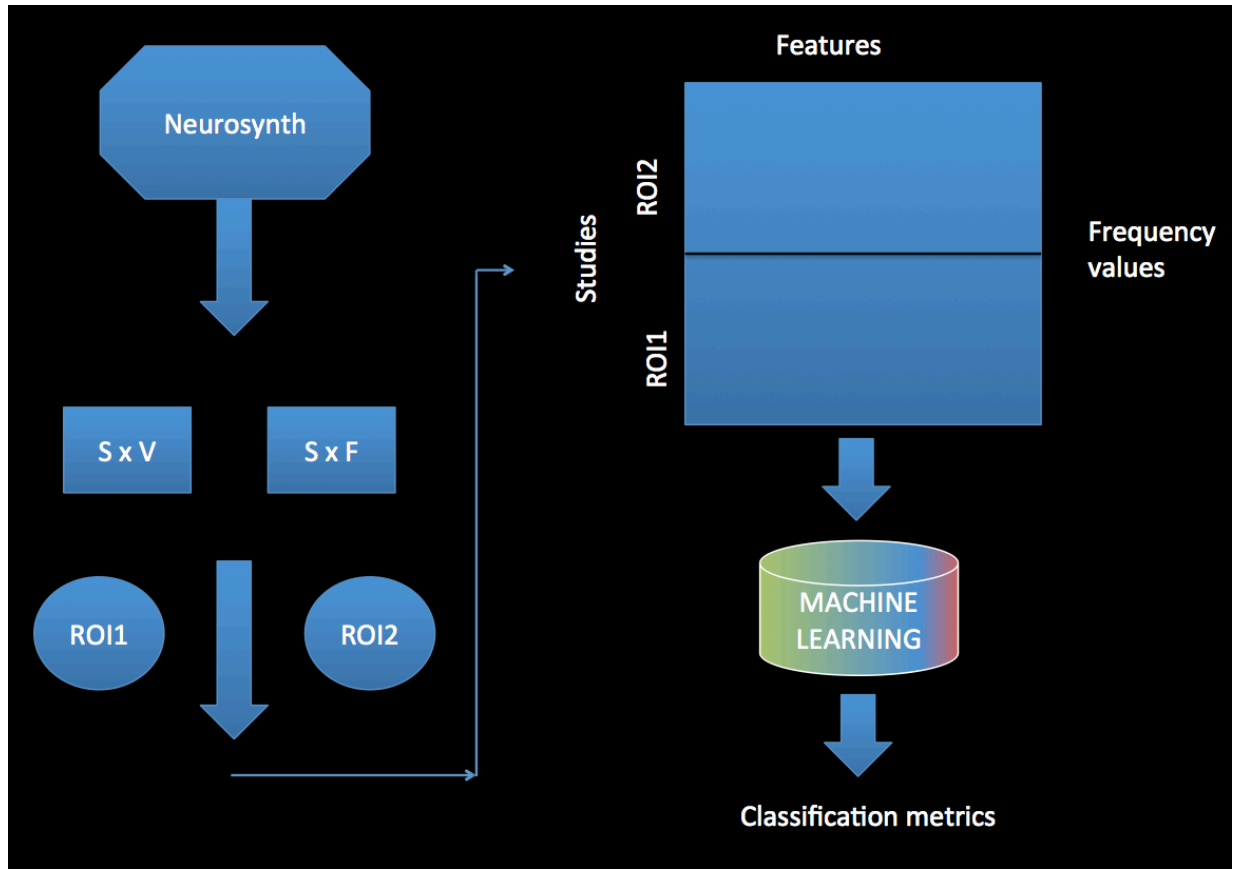 Neurosynth
S x V
S x F
ROI1
ROI2
Features
Studies
ROI2
ROI1
Frequency
values
MACHINE
LEARNING
Classification metrics